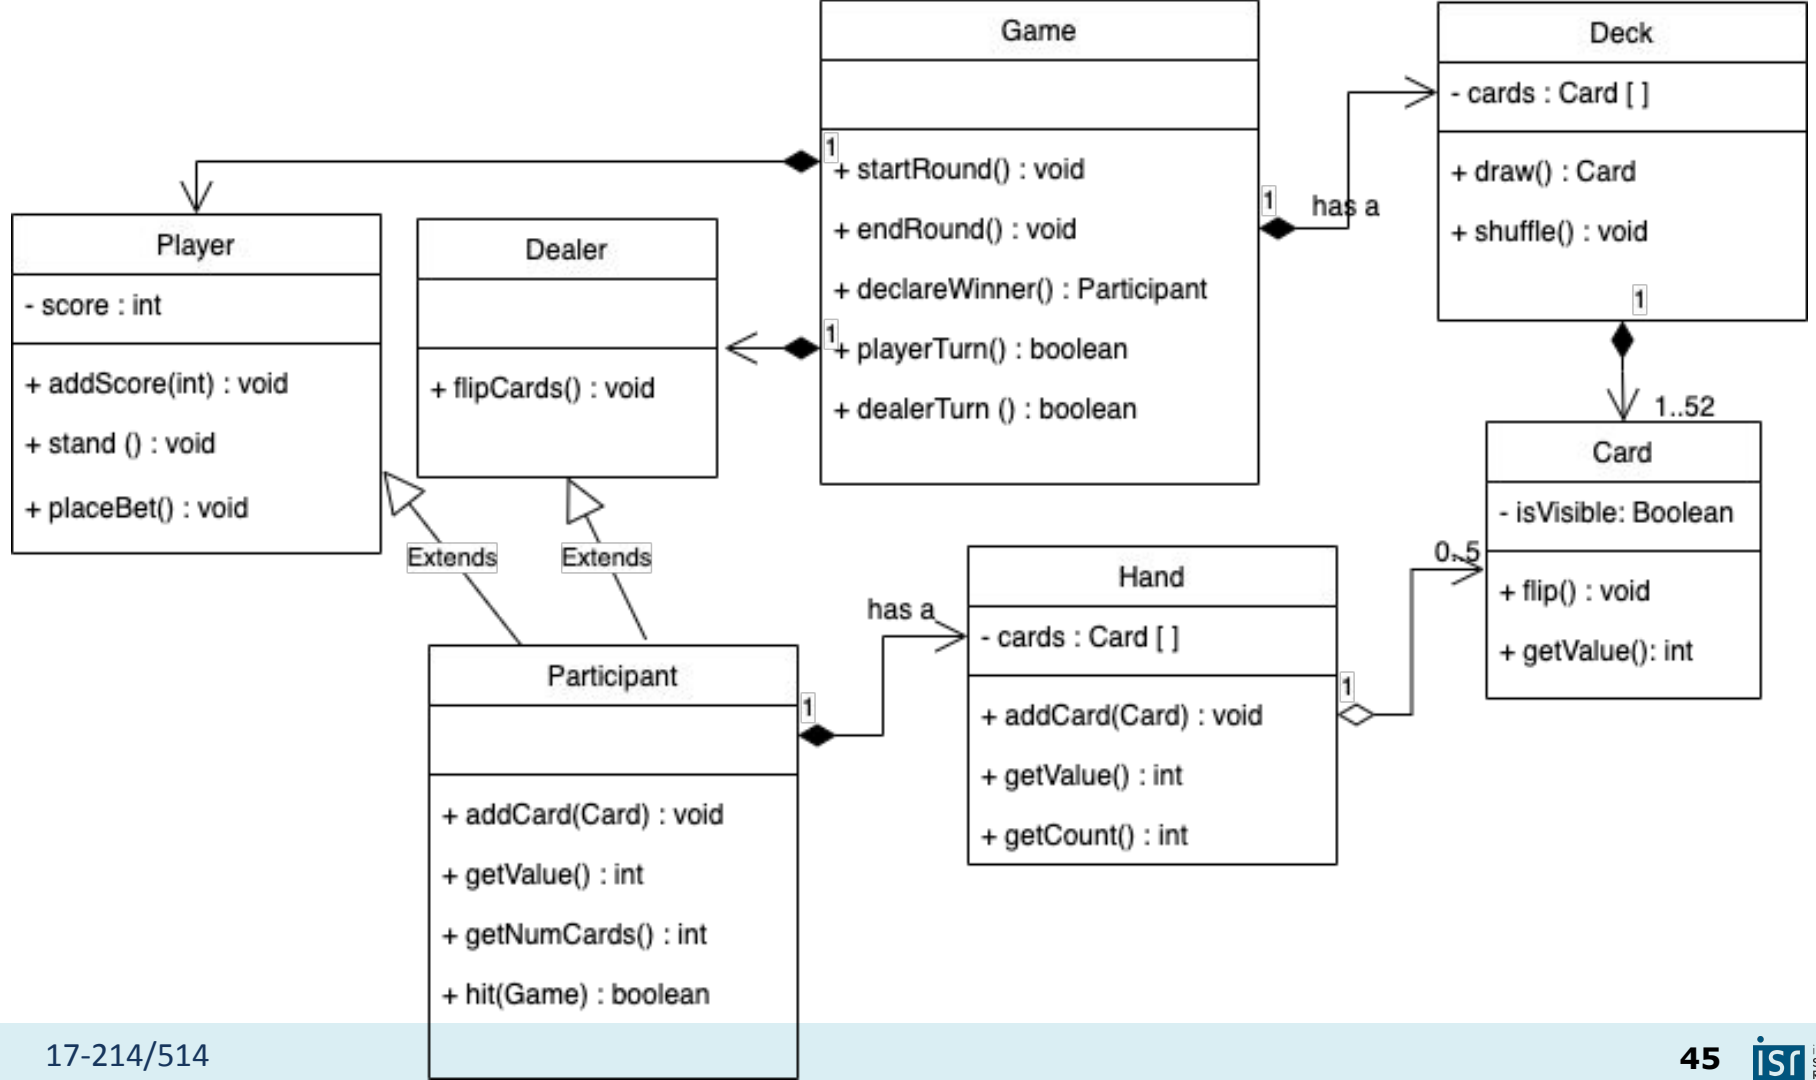 Game
1
+ startRound() : void
+ endRound() : void
+ declareWinner() : Participant
1
+ playerTurn() : boolean
+ dealerTurn () : boolean
1
has a
Deck
- cards : Card [ ]
+ draw() : Card
+ shuffle() : void
1
1..52
Player
- score : int
+ addScore(int) : void
+ stand () : void
+ placeBet() : void
Dealer
+ flipCards() : void
Extends
Extends
Card
- isVisible: Boolean
+ flip() : void
+ getValue(): int
0..5
Hand
- cards : Card [ ]
+ addCard(Card) : void
+ getValue() : int
+ getCount() : int
1
has a
1
Participant
+ addCard(Card) : void
+ getValue() : int
+ getNumCards() : int
+ hit(Game) : boolean
17-214/514
45
isr